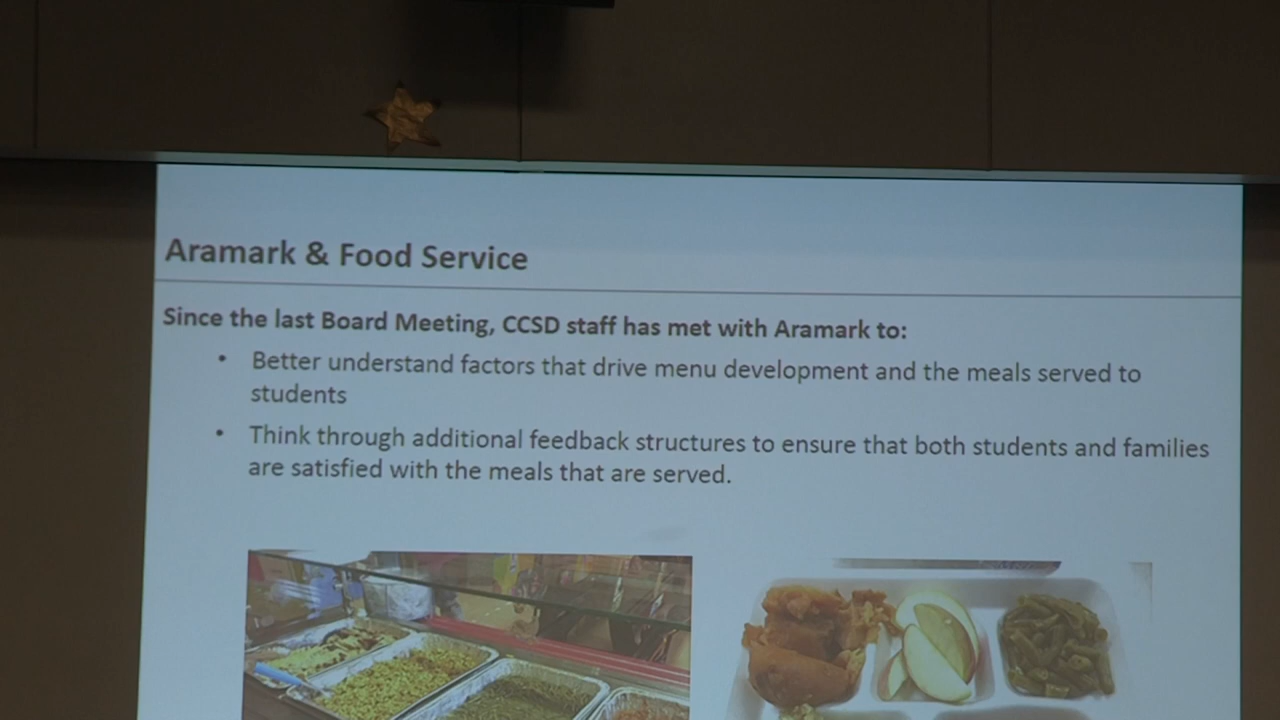 Aramark & Food Service
Since the last Board Meeting, CCSD staff has met with Aramark to:
• Better understand factors that drive menu development and the meals served to
students
• Think through additional feedback structures to ensure that both students and families
are satisfied with the meals that are served.